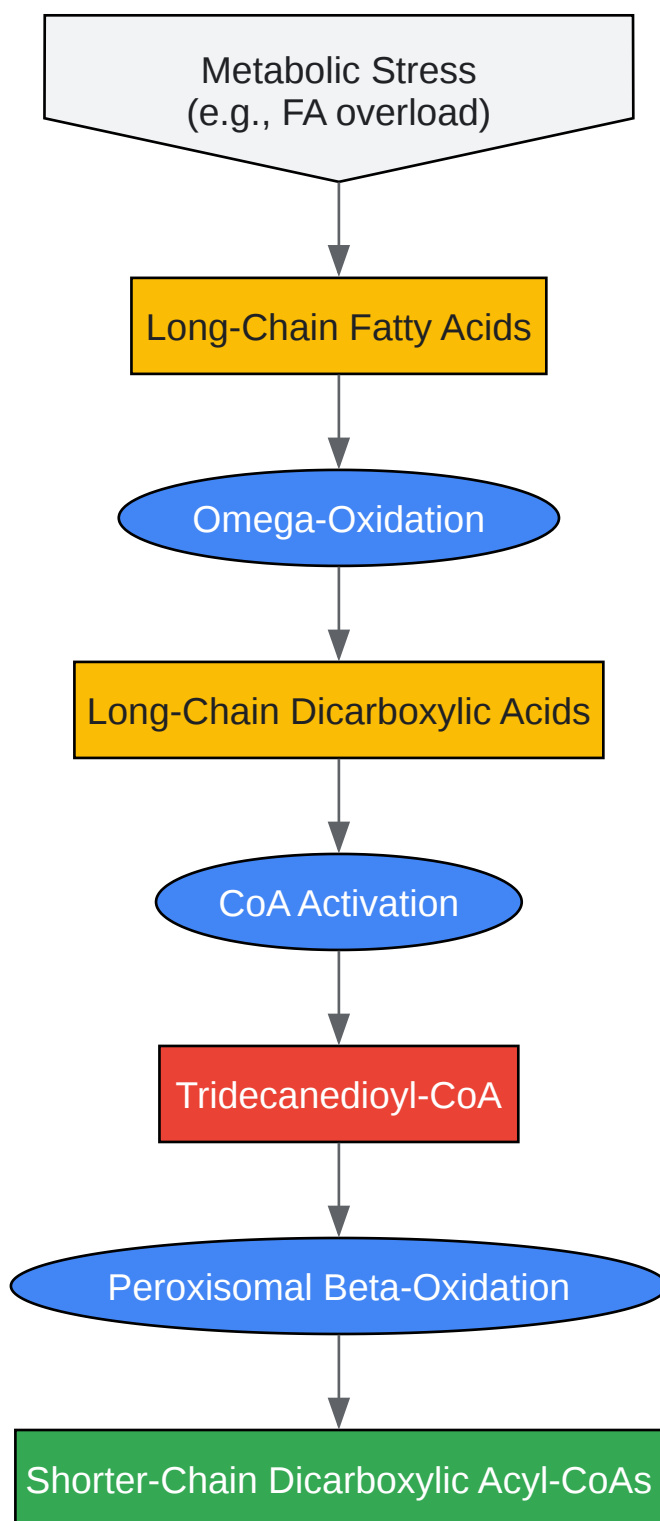 Metabolic Stress
(e.g., FA overload)
Long-Chain Fatty Acids
Omega-Oxidation
Long-Chain Dicarboxylic Acids
CoA Activation
Tridecanedioyl-CoA
Peroxisomal Beta-Oxidation
Shorter-Chain Dicarboxylic Acyl-CoAs